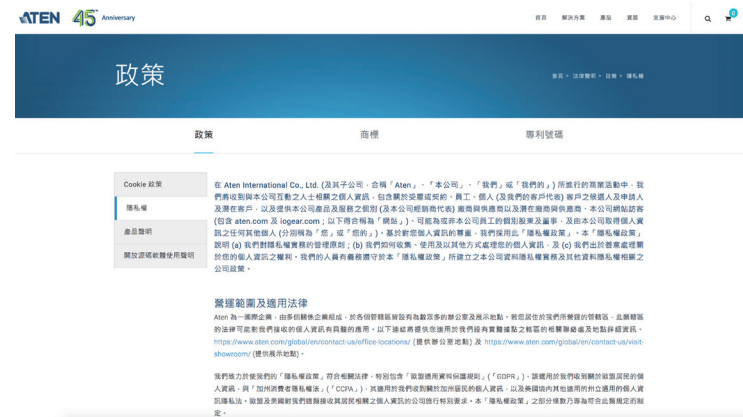 ATEN 45th Anniversary
首頁 解決方案 產品 資源 支援中心 0
政策
首頁 > 法律聲明 > 政策 > 隱私權
政策 商標 專利號碼
Cookie 政策
隱私權
產品聲明
開放源碼軟體使用聲明
在 Aten International Co., Ltd. (及其子公司，合稱「Aten」、「本公司」、「我們」或「我們的」) 所進行的商業活動中，我
們將收到與本公司互動之人士相關之個人資訊，包含關於受雇或契約、員工、個人 (及我們的客戶代表) 客戶之候選人及申請人
及潛在客戶，以及提供本公司產品及服務之個別 (及本公司經銷商代表) 廠商與供應商以及潛在廠商與供應商、本公司網站訪客
(包含 aten.com 及 iogear.com；以下得合稱為「網站」)、可能為或非本公司員工的個別股東及董事，及由本公司取得個人資
訊之任何其他個人 (分別稱為「您」或「您的」)。基於對您個人資訊的尊重，我們採用此「隱私權政策」。本「隱私權政策」
說明 (a) 我們對隱私權實務的管理原則；(b) 我們如何收集、使用及以其他方式處理您的個人資訊，及 (c) 我們出於善意處理關
於您的個人資訊之權利。我們的人員有義務遵守於本「隱私權政策」所建立之本公司資料隱私權實務及其他資料隱私權相關之
公司政策。
營運範圍及適用法律
Aten 為一國際企業，由多個關係企業組成，於各個管轄區皆設有為數眾多的辦公室及展示地點。若您居住於我們所營運的管轄區，此類轄區
的法律可能對我們接收的個人資訊有具體的應用。以下連結將提供您適用於我們設有實體據點之轄區的相關聯絡處及地點詳細資訊。
https://www.aten.com/global/en/contact-us/office-locations/ (提供辦公室地點) 及 https://www.aten.com/global/en/contact-us/visit-
showroom/ (提供展示地點)。
我們致力於使我們的「隱私權政策」符合相關法律，特別包含「歐盟通用資料保護規則」(「GDPR」)，該適用於我們收到關於歐盟居民的個
人資訊，與「加州消費者隱私權法」(「CCPA」)，其適用於我們收到關於加州居民的個人資訊，以及美國境內其他適用的州立通用的個人資
訊隱私法。歐盟及美國對我們這類接收其居民相關之個人資訊的公司施行特別要求。本「隱私權政策」之部分條款乃專為符合此類規定而制
定。